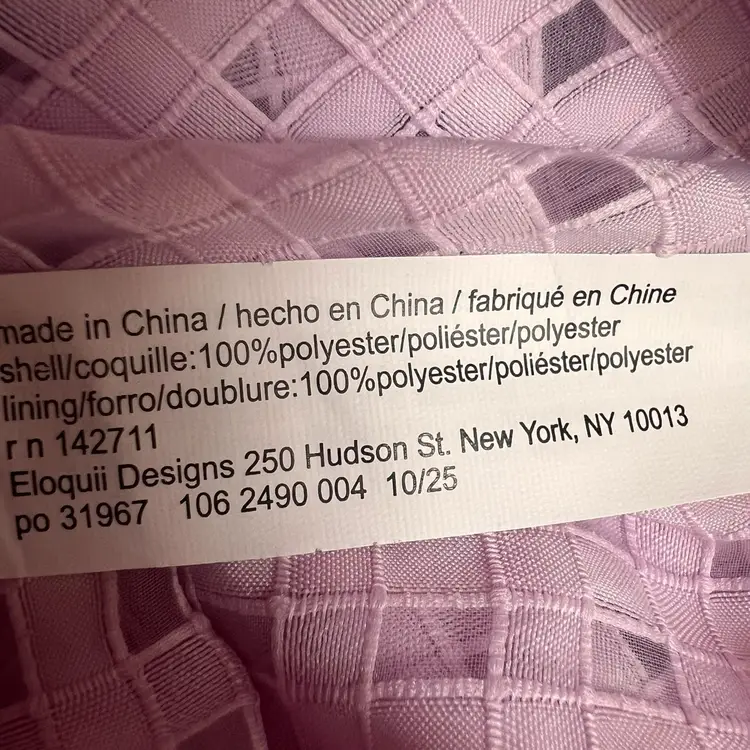 made in China / hecho en China / fabriqué en Chine
shell/coquille:100%polyester/poliéster/polyester
lining/forro/doublure:100%polyester/poliéster/polyester
r n 142711
Eloquii Designs 250 Hudson St. New York, NY 10013
po 31967 106 2490 004 10/25